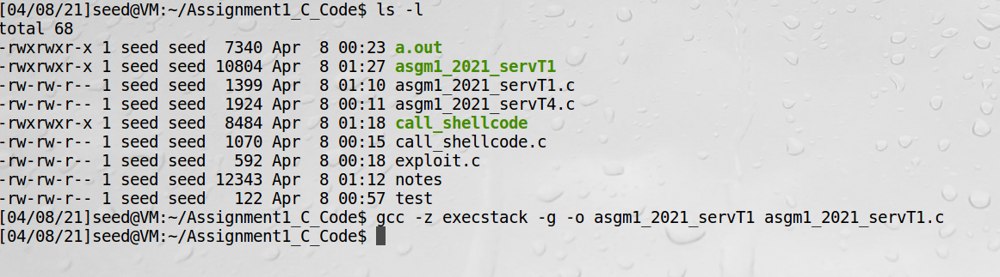 [04/08/21]seed@VM:~/Assignment1_C_Code$ ls -l
total 68
-rwxrwxr-x 1 seed seed  7340 Apr  8 00:23 a.out
-rwxrwxr-x 1 seed seed 10804 Apr  8 01:27 asgm1_2021_servT1
-rw-rw-r-- 1 seed seed  1399 Apr  8 01:10 asgm1_2021_servT1.c
-rw-rw-r-- 1 seed seed  1924 Apr  8 00:11 asgm1_2021_servT4.c
-rwxrwxr-x 1 seed seed  8484 Apr  8 01:18 call_shellcode
-rw-rw-r-- 1 seed seed  1070 Apr  8 00:15 call_shellcode.c
-rw-rw-r-- 1 seed seed   592 Apr  8 00:18 exploit.c
-rw-rw-r-- 1 seed seed 12343 Apr  8 01:12 notes
-rw-rw-r-- 1 seed seed   122 Apr  8 00:57 test
[04/08/21]seed@VM:~/Assignment1_C_Code$ gcc -z execstack -g -o asgm1_2021_servT1 asgm1_2021_servT1.c
[04/08/21]seed@VM:~/Assignment1_C_Code$